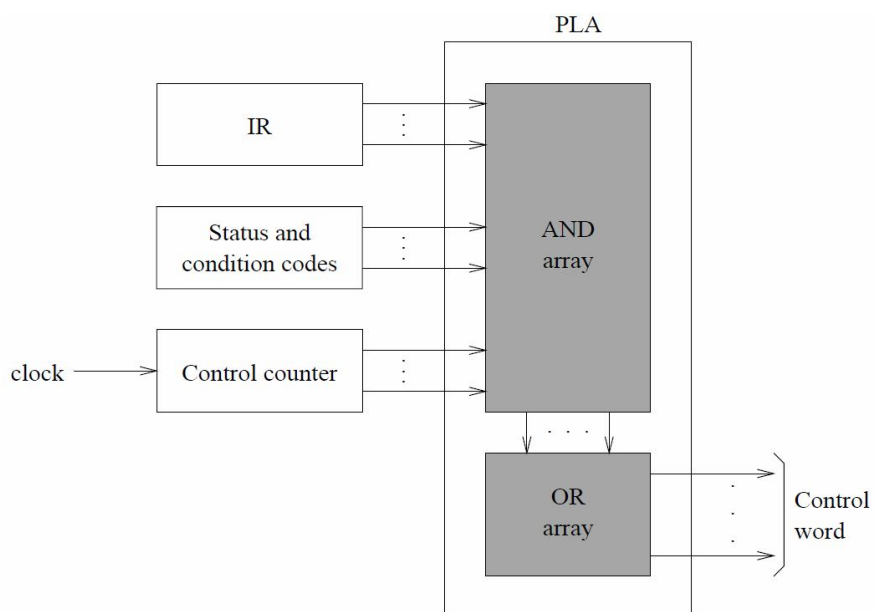 PLA
IR
Status and
condition codes
AND
array
clock
Control counter
OR
array
Control
word